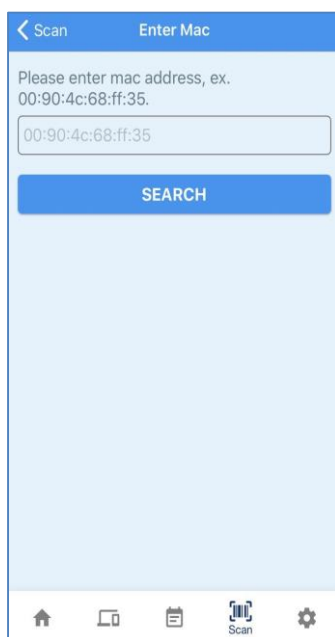 Scan
Enter Mac
Please enter mac address, ex.
00:90:4c:68:ff:35.
00:90:4c:68:ff:35
SEARCH
Scan